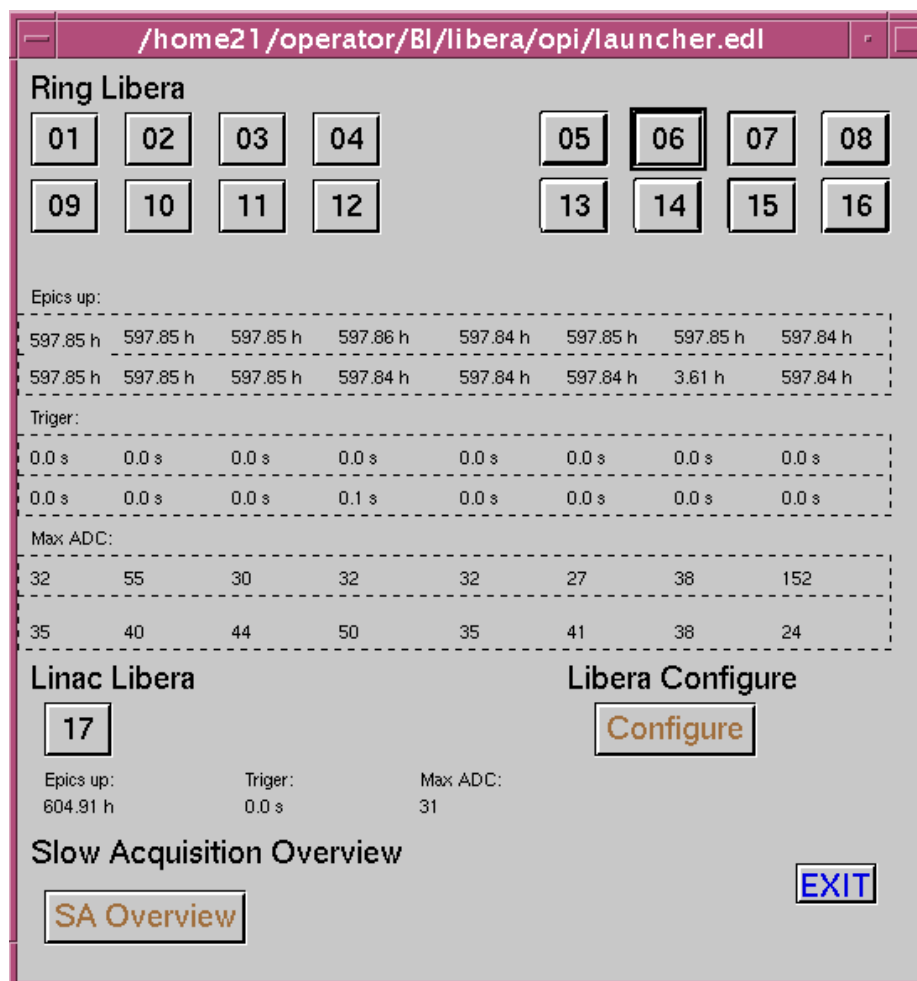 /home21/operator/BI/libera/opi/launcher.edl
Ring Libera
01 02 03 04 05 06 07 08
09 10 11 12 13 14 15 16
Epics up:
597.85 h 597.85 h 597.85 h 597.86 h 597.84 h 597.85 h 597.85 h 597.84 h
597.85 h 597.85 h 597.85 h 597.84 h 597.84 h 597.84 h 3.61 h 597.84 h
Triger:
0.0 s 0.0 s 0.0 s 0.0 s 0.0 s 0.0 s 0.0 s 0.0 s
0.0 s 0.0 s 0.0 s 0.1 s 0.0 s 0.0 s 0.0 s 0.0 s
Max ADC:
32 55 30 32 32 27 38 152
35 40 44 50 35 41 38 24
Linac Libera Libera Configure
17 Configure
Epics up: Triger: Max ADC:
604.91 h 0.0 s 31
Slow Acquisition Overview
EXIT
SA Overview